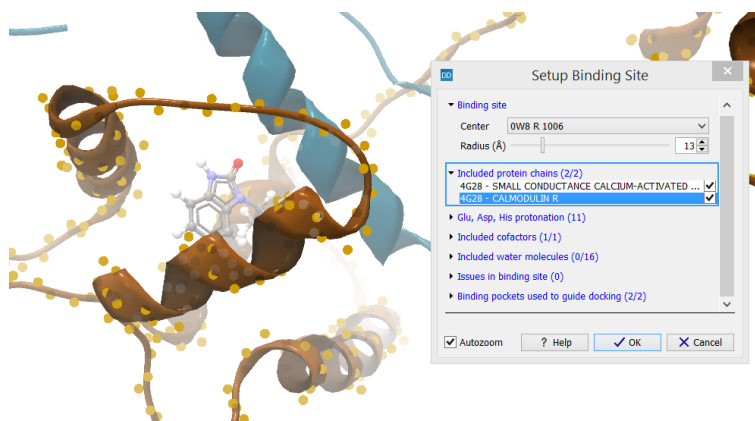 DD Setup Binding Site
Binding site
Center 0W8 R 1006
Radius (Å) 13
Included protein chains (2/2)
4G28 - SMALL CONDUCTANCE CALCIUM-ACTIVATED ...
4G28 - CALMODULIN R
Glu, Asp, His protonation (11)
Included cofactors (1/1)
Included water molecules (0/16)
Issues in binding site (0)
Binding pockets used to guide docking (2/2)
Autozoom ? Help OK Cancel